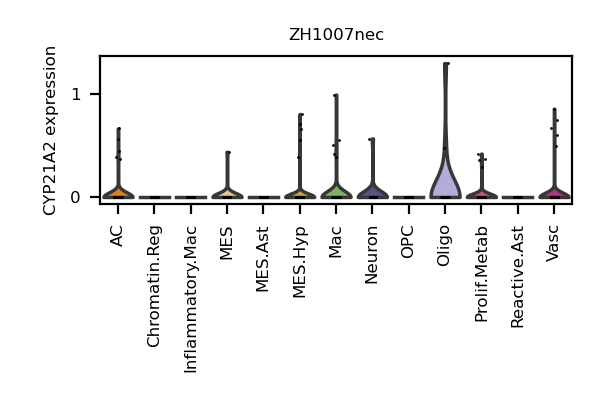 ZH1007nec
CYP21A2 expression
1
0
AC
Chromatin.Reg
Inflammatory.Mac
MES
MES.Ast
MES.Hyp
Mac
Neuron
OPC
Oligo
Prolif.Metab
Reactive.Ast
Vasc